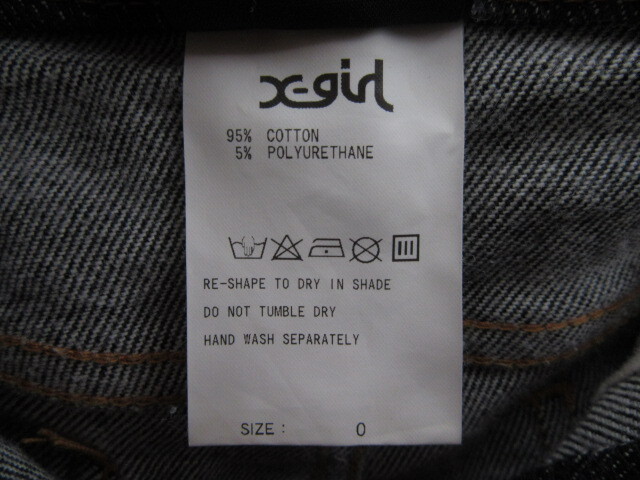 X-girl
95% COTTON
5% POLYURETHANE
RE-SHAPE TO DRY IN SHADE
DO NOT TUMBLE DRY
HAND WASH SEPARATELY
SIZE : 0